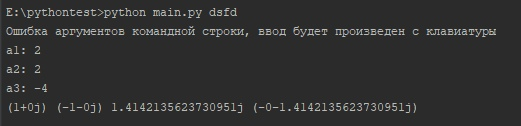 E:\pythontest>python main.py dsfd
Ошибка аргументов командной строки, ввод будет произведен с клавиатуры
a1: 2
a2: 2
a3: -4
(1+0j) (-1-0j) 1.4142135623730951j (-0-1.4142135623730951j)